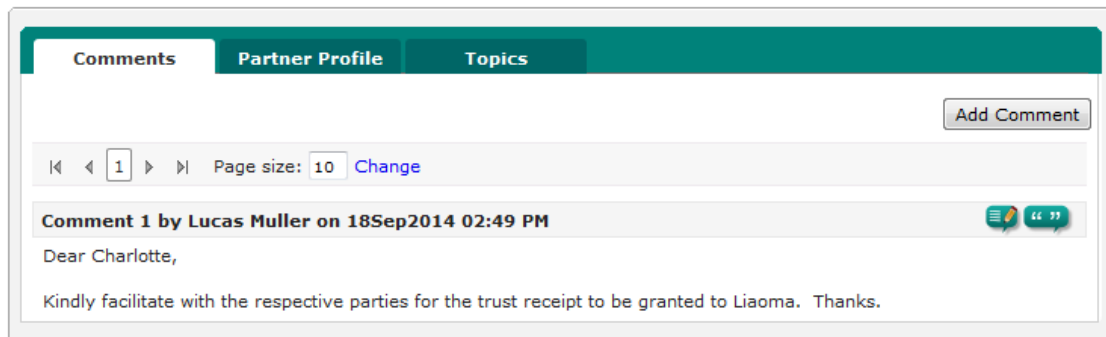 Comments Partner Profile Topics
Add Comment
1 Page size: 10 Change
Comment 1 by Lucas Muller on 18Sep2014 02:49 PM
“ ”
Dear Charlotte,
Kindly facilitate with the respective parties for the trust receipt to be granted to Liaoma. Thanks.